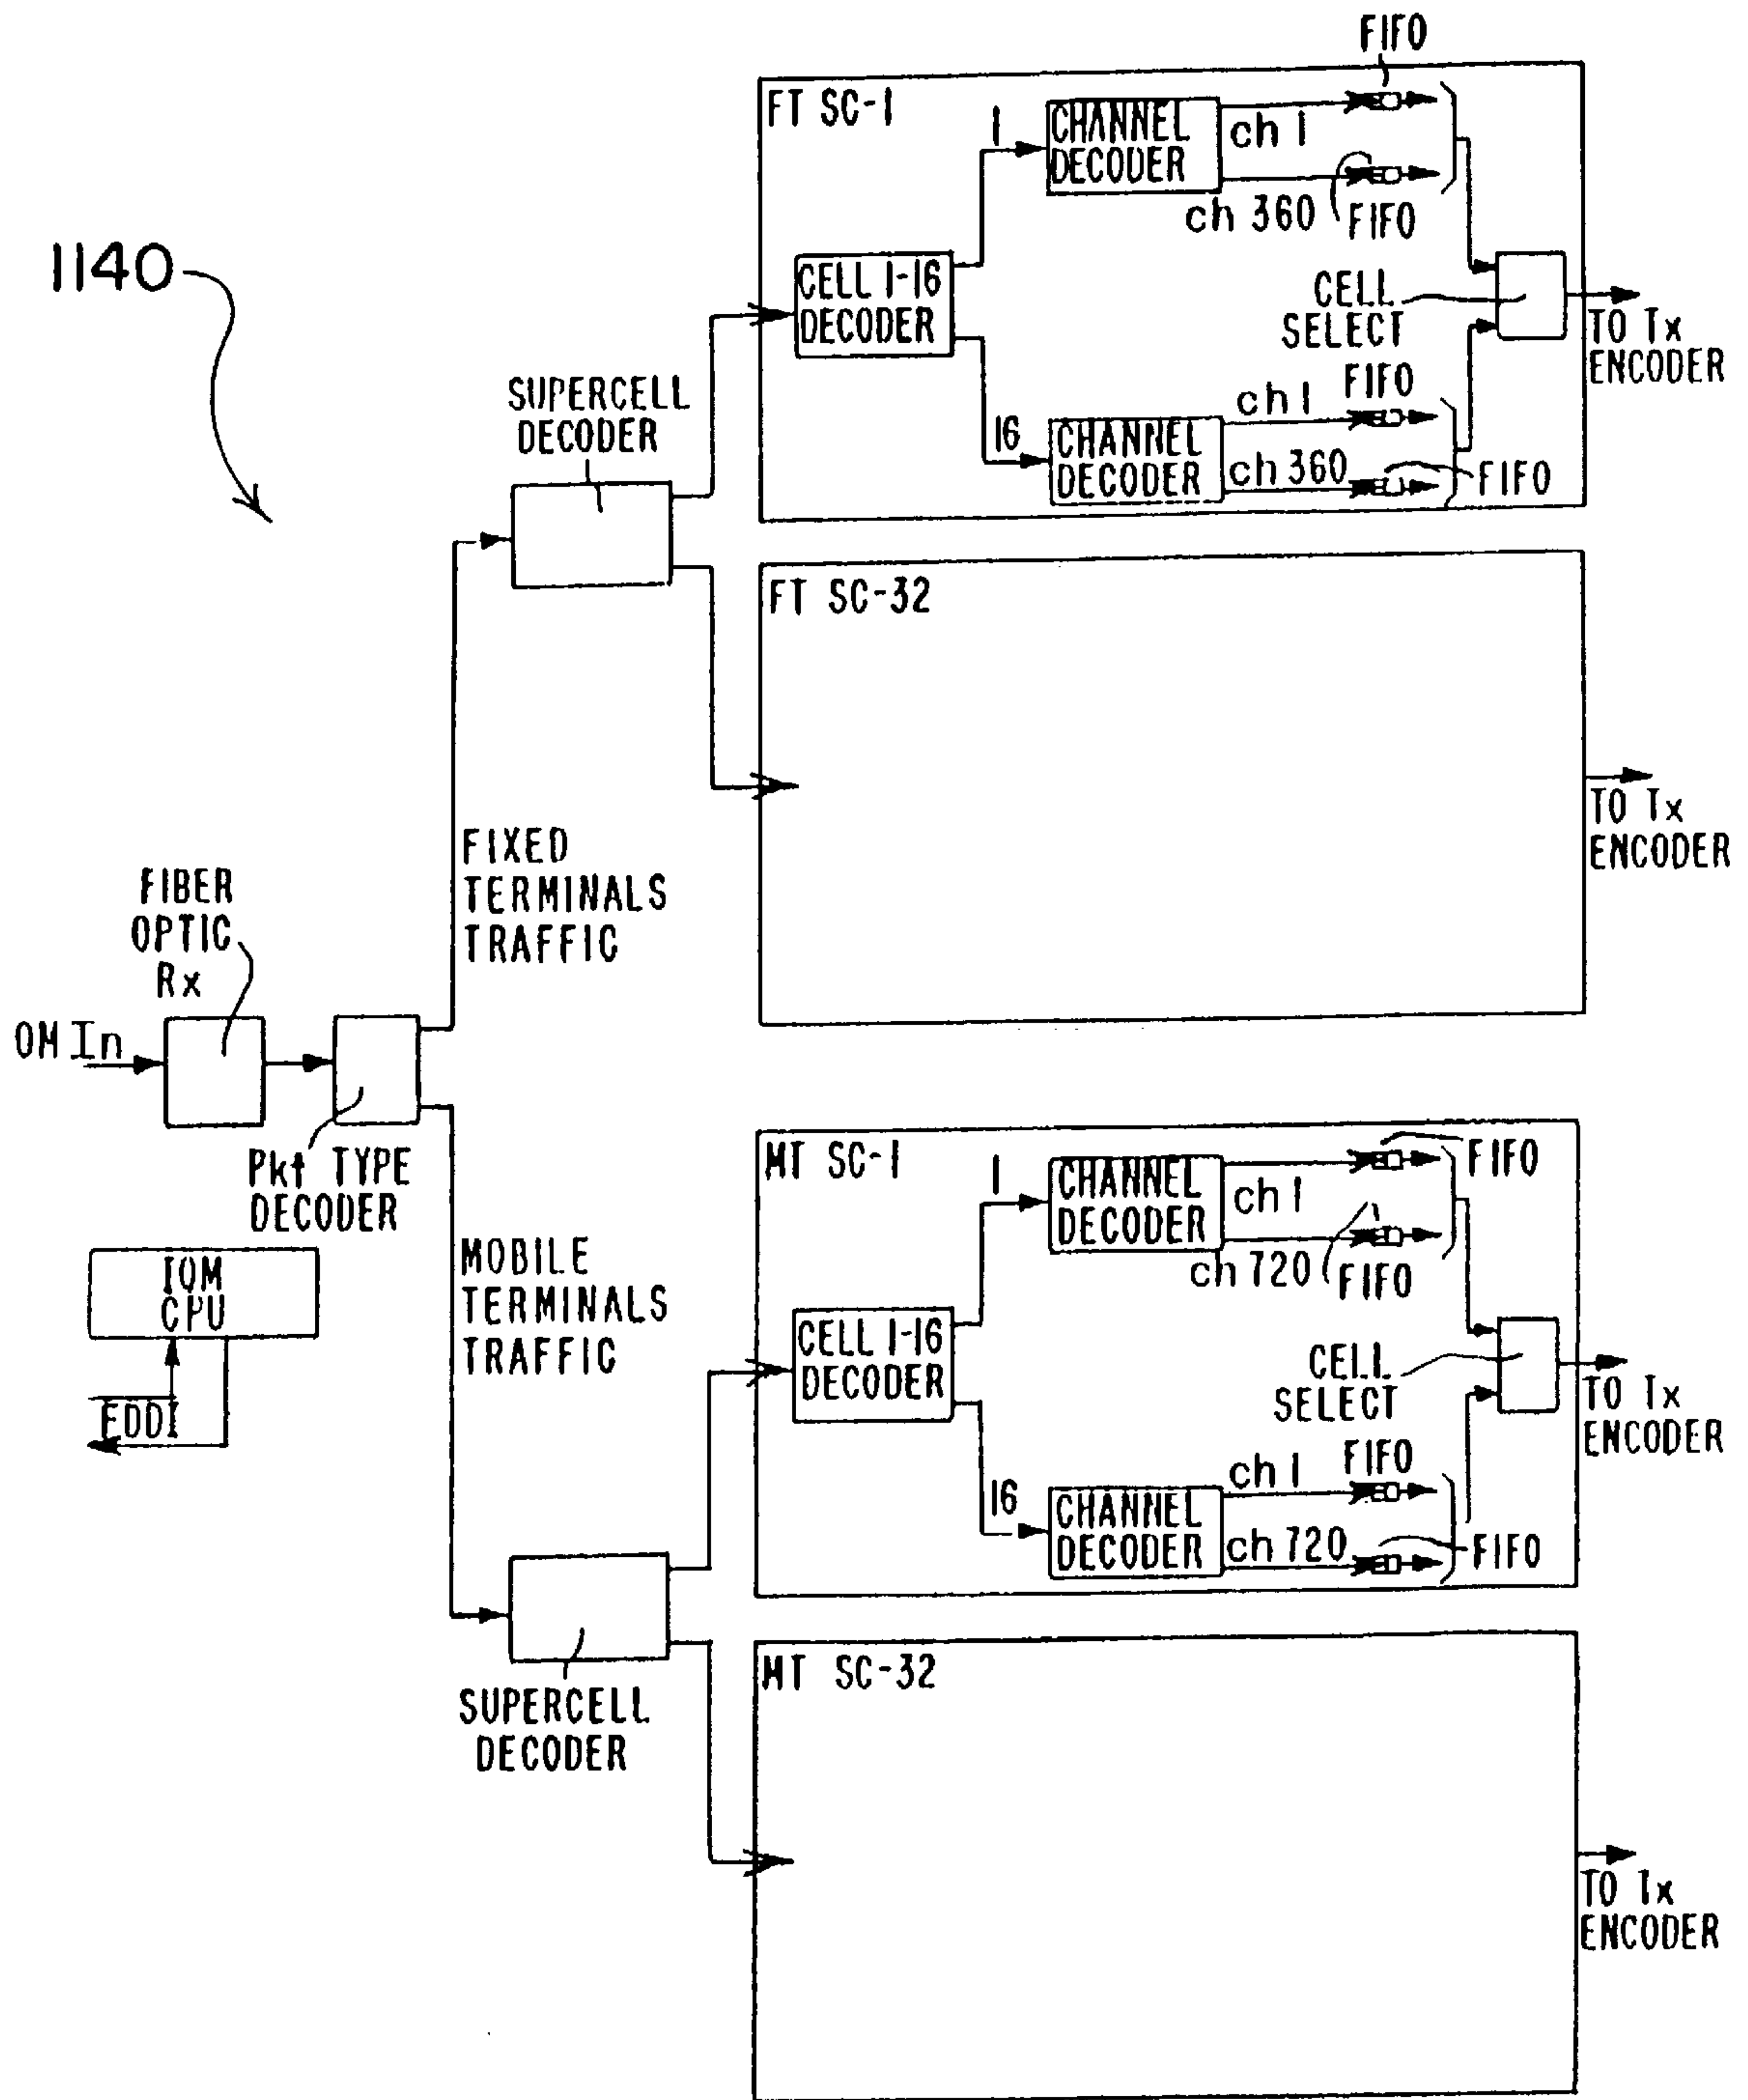 1140
FIFO
FT SC-1
1
CHANNEL
DECODER
ch 1
ch 360
FIFO
CELL 1-16
DECODER
CELL
SELECT
TO Tx
ENCODER
16
CHANNEL
DECODER
ch 1
FIFO
ch 360
FIFO
SUPERCELL
DECODER
FT SC-32
TO Tx
ENCODER
FIXED
TERMINALS
TRAFFIC
FIBER
OPTIC
Rx
OM In
Pkt TYPE
DECODER
IOM
CPU
FDDI
MOBILE
TERMINALS
TRAFFIC
MT SC-1
1
CHANNEL
DECODER
ch 1
FIFO
ch 720
FIFO
CELL 1-16
DECODER
CELL
SELECT
TO Tx
ENCODER
16
CHANNEL
DECODER
ch 1
FIFO
ch 720
FIFO
SUPERCELL
DECODER
MT SC-32
TO Tx
ENCODER